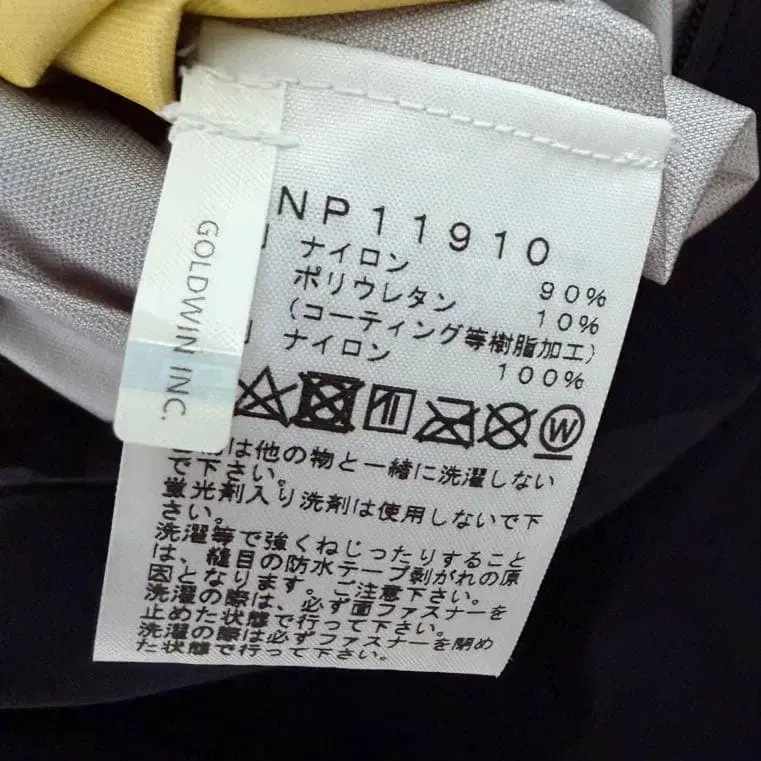 GOLDWIN INC.
NP11910
ナイロン 90%
ポリウレタン 10%
(コーティング等樹脂加工)
ナイロン 100%
W
は他の物と一緒に洗濯しない
で下さい。
蛍光剤入り洗剤は使用しないで下
さい。
洗濯等で強くねじったりすること
は、縫目の防水テープ剥がれの原
因となります。ご注意下さい。
洗濯の際は、必ず面ファスナーを
止めた状態で行って下さい。
洗濯の際は必ずファスナーを閉め
た状態で行って下さい。